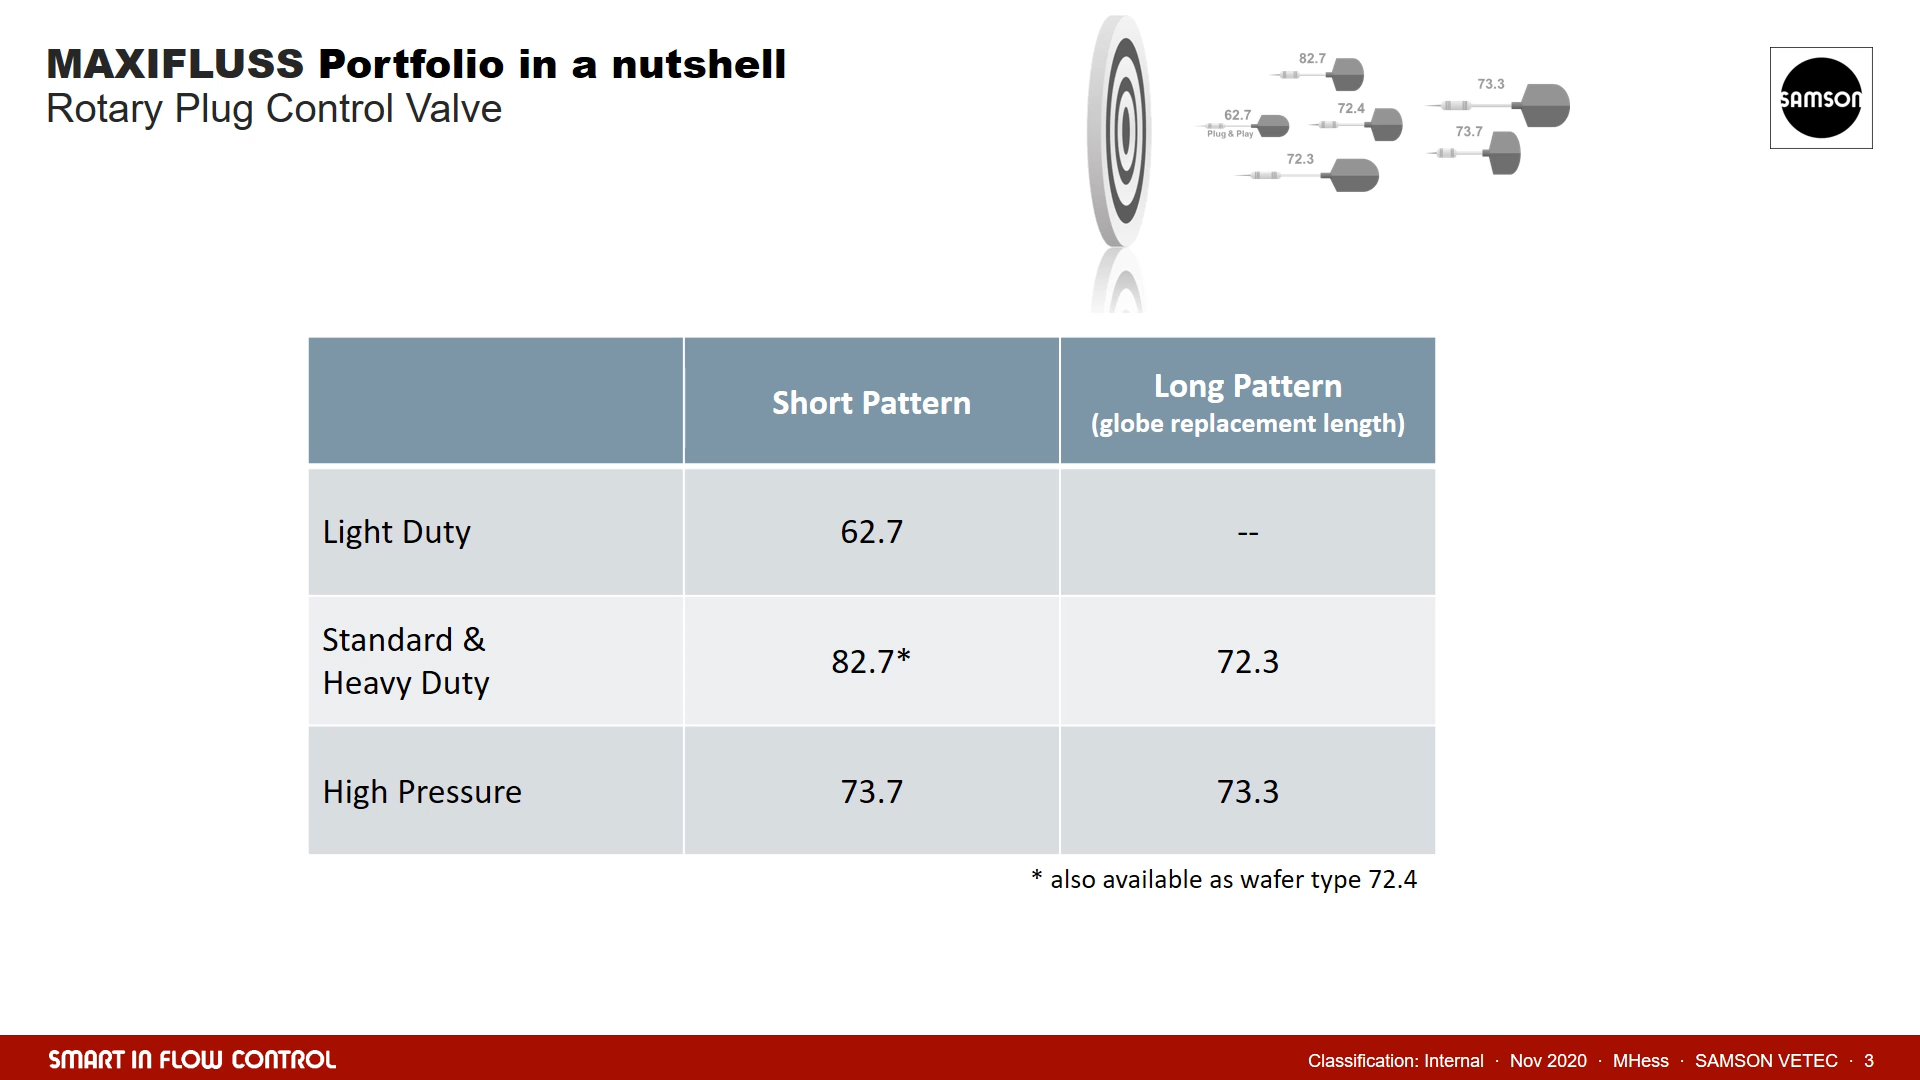 MAXIFLUSS Portfolio in a nutshell
Rotary Plug Control Valve
82.7
73.3
62.7
Plug & Play
72.4
73.7
72.3
SAMSON
Short Pattern
Long Pattern
(globe replacement length)
Light Duty
62.7
--
Standard &
Heavy Duty
82.7*
72.3
High Pressure
73.7
73.3
* also available as wafer type 72.4
SMART IN FLOW CONTROL
Classification: Internal · Nov 2020 · MHess · SAMSON VETEC · 3